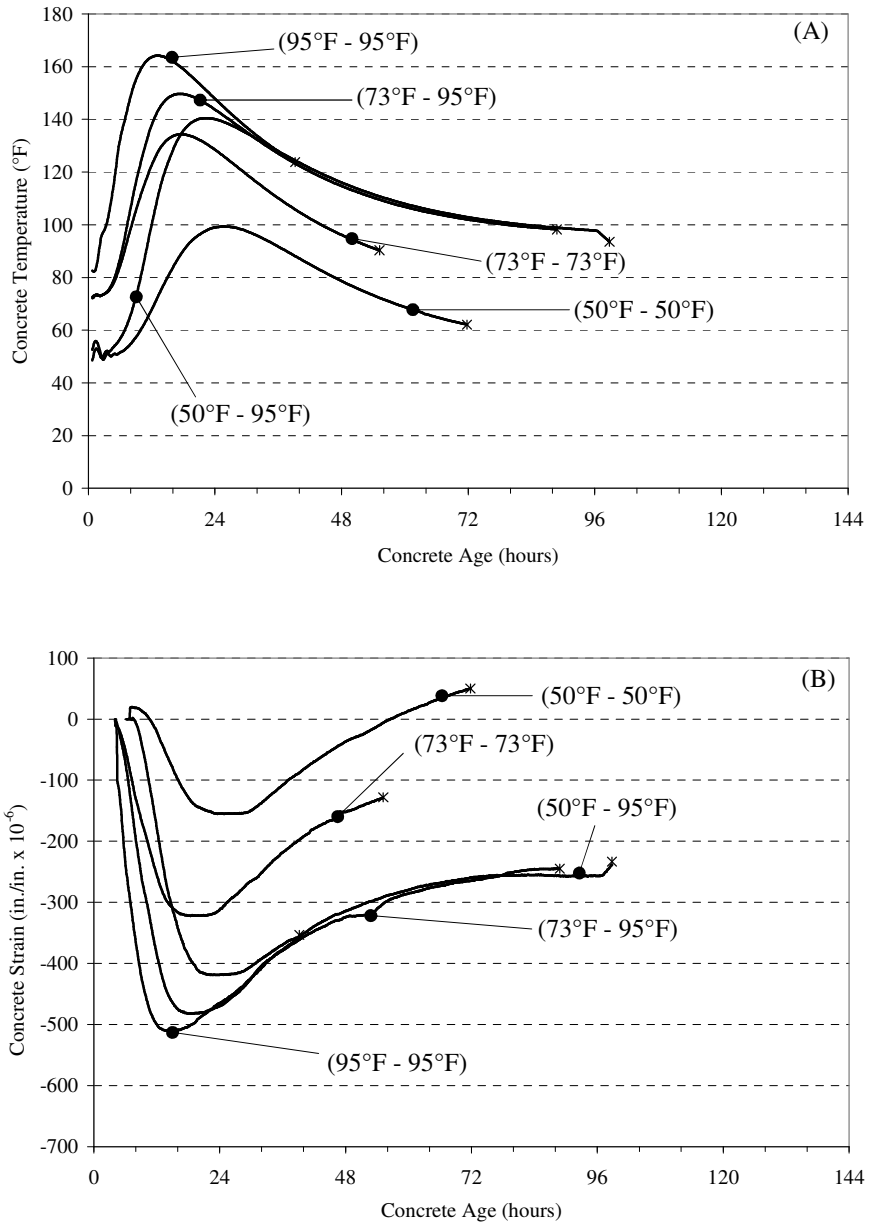 180
(A)
(95°F - 95°F)
160
(73°F - 95°F)
140
120
100
(73°F - 73°F)
80
(50°F - 50°F)
60
40
(50°F - 95°F)
20
0
0 24 48 72 96 120 144
Concrete Temperature (°F)
Concrete Age (hours)
100
(B)
(50°F - 50°F)
0
(73°F - 73°F)
-100
(50°F - 95°F)
-200
-300
(73°F - 95°F)
-400
-500
(95°F - 95°F)
-600
-700
0 24 48 72 96 120 144
Concrete Strain (in./in. x 10⁻⁶)
Concrete Age (hours)